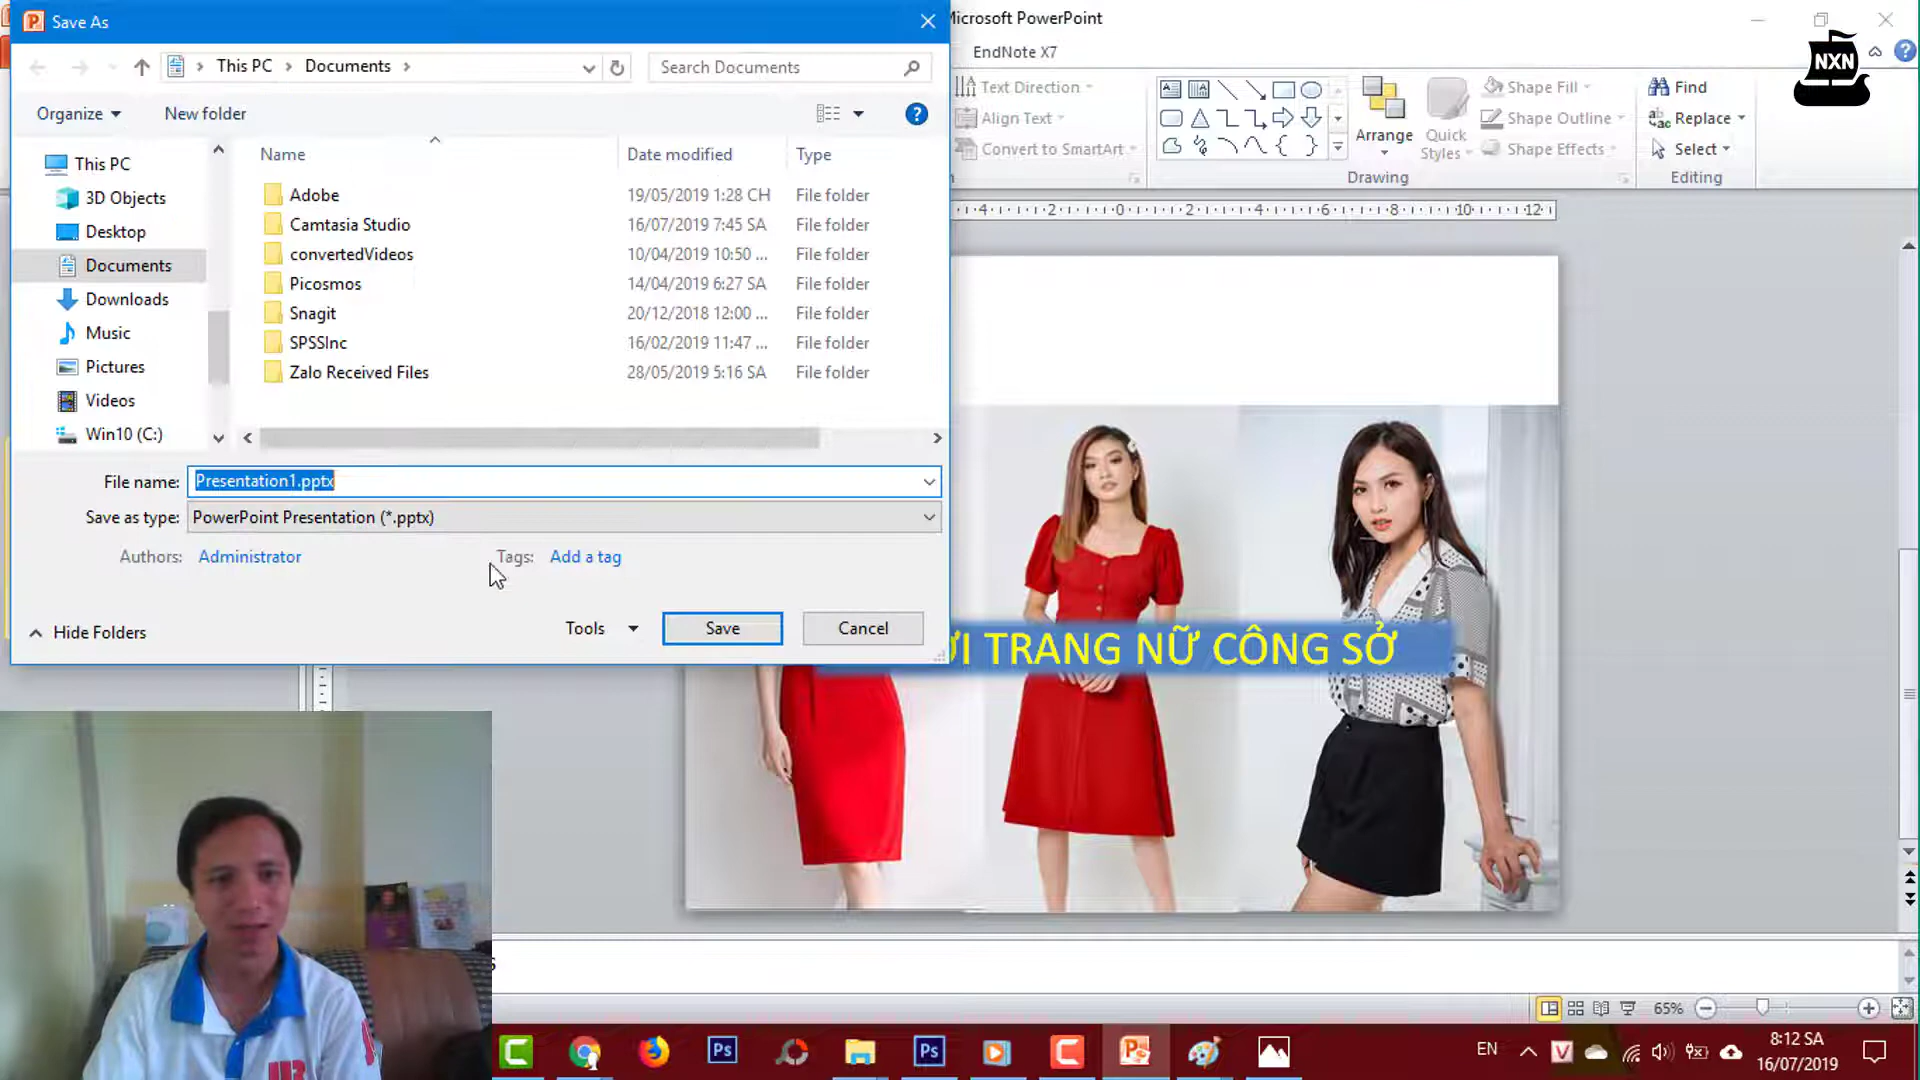 Save As
Microsoft PowerPoint
NXN
EndNote X7
This PC
Documents
Search Documents
Organize
New folder
Text Direction
Align Text
Convert to SmartArt
Arrange
Quick
Styles
Shape Fill
Shape Outline
Shape Effects
Find
Replace
Select
Drawing
Editing
This PC
3D Objects
Desktop
Documents
Downloads
Music
Pictures
Videos
Win10 (C:)
Name
Date modified
Type
Adobe
19/05/2019 1:28 CH
File folder
Camtasia Studio
16/07/2019 7:45 SA
File folder
convertedVideos
10/04/2019 10:50 ...
File folder
Picosmos
14/04/2019 6:27 SA
File folder
Snagit
20/12/2018 12:00 ...
File folder
SPSSInc
16/02/2019 11:47 ...
File folder
Zalo Received Files
28/05/2019 5:16 SA
File folder
File name: Presentation1.pptx
Save as type: PowerPoint Presentation (*.pptx)
Authors: Administrator
Tags: Add a tag
Hide Folders
Tools
Save
Cancel
TRANG NỮ CÔNG SỞ
65%
EN
8:12 SA
16/07/2019